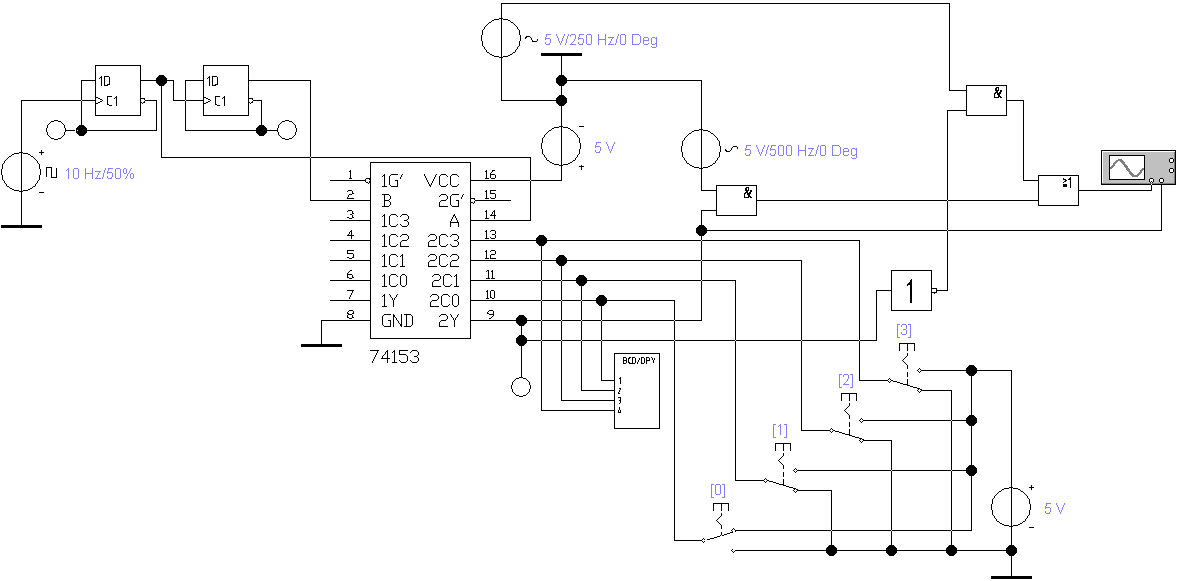 5 V/250 Hz/0 Deg
1D
C1
1D
C1
&
+
-
10 Hz/50%
-
+
5 V
5 V/500 Hz/0 Deg
&
≥1
1 1G' VCC 16
2 B 2G' 15
3 1C3 A 14
4 1C2 2C3 13
5 1C1 2C2 12
6 1C0 2C1 11
7 1Y 2C0 10
8 GND 2Y 9
74153
1
BCD/DPY
1
2
3
4
[3]
[2]
[1]
[0]
+
-
5 V